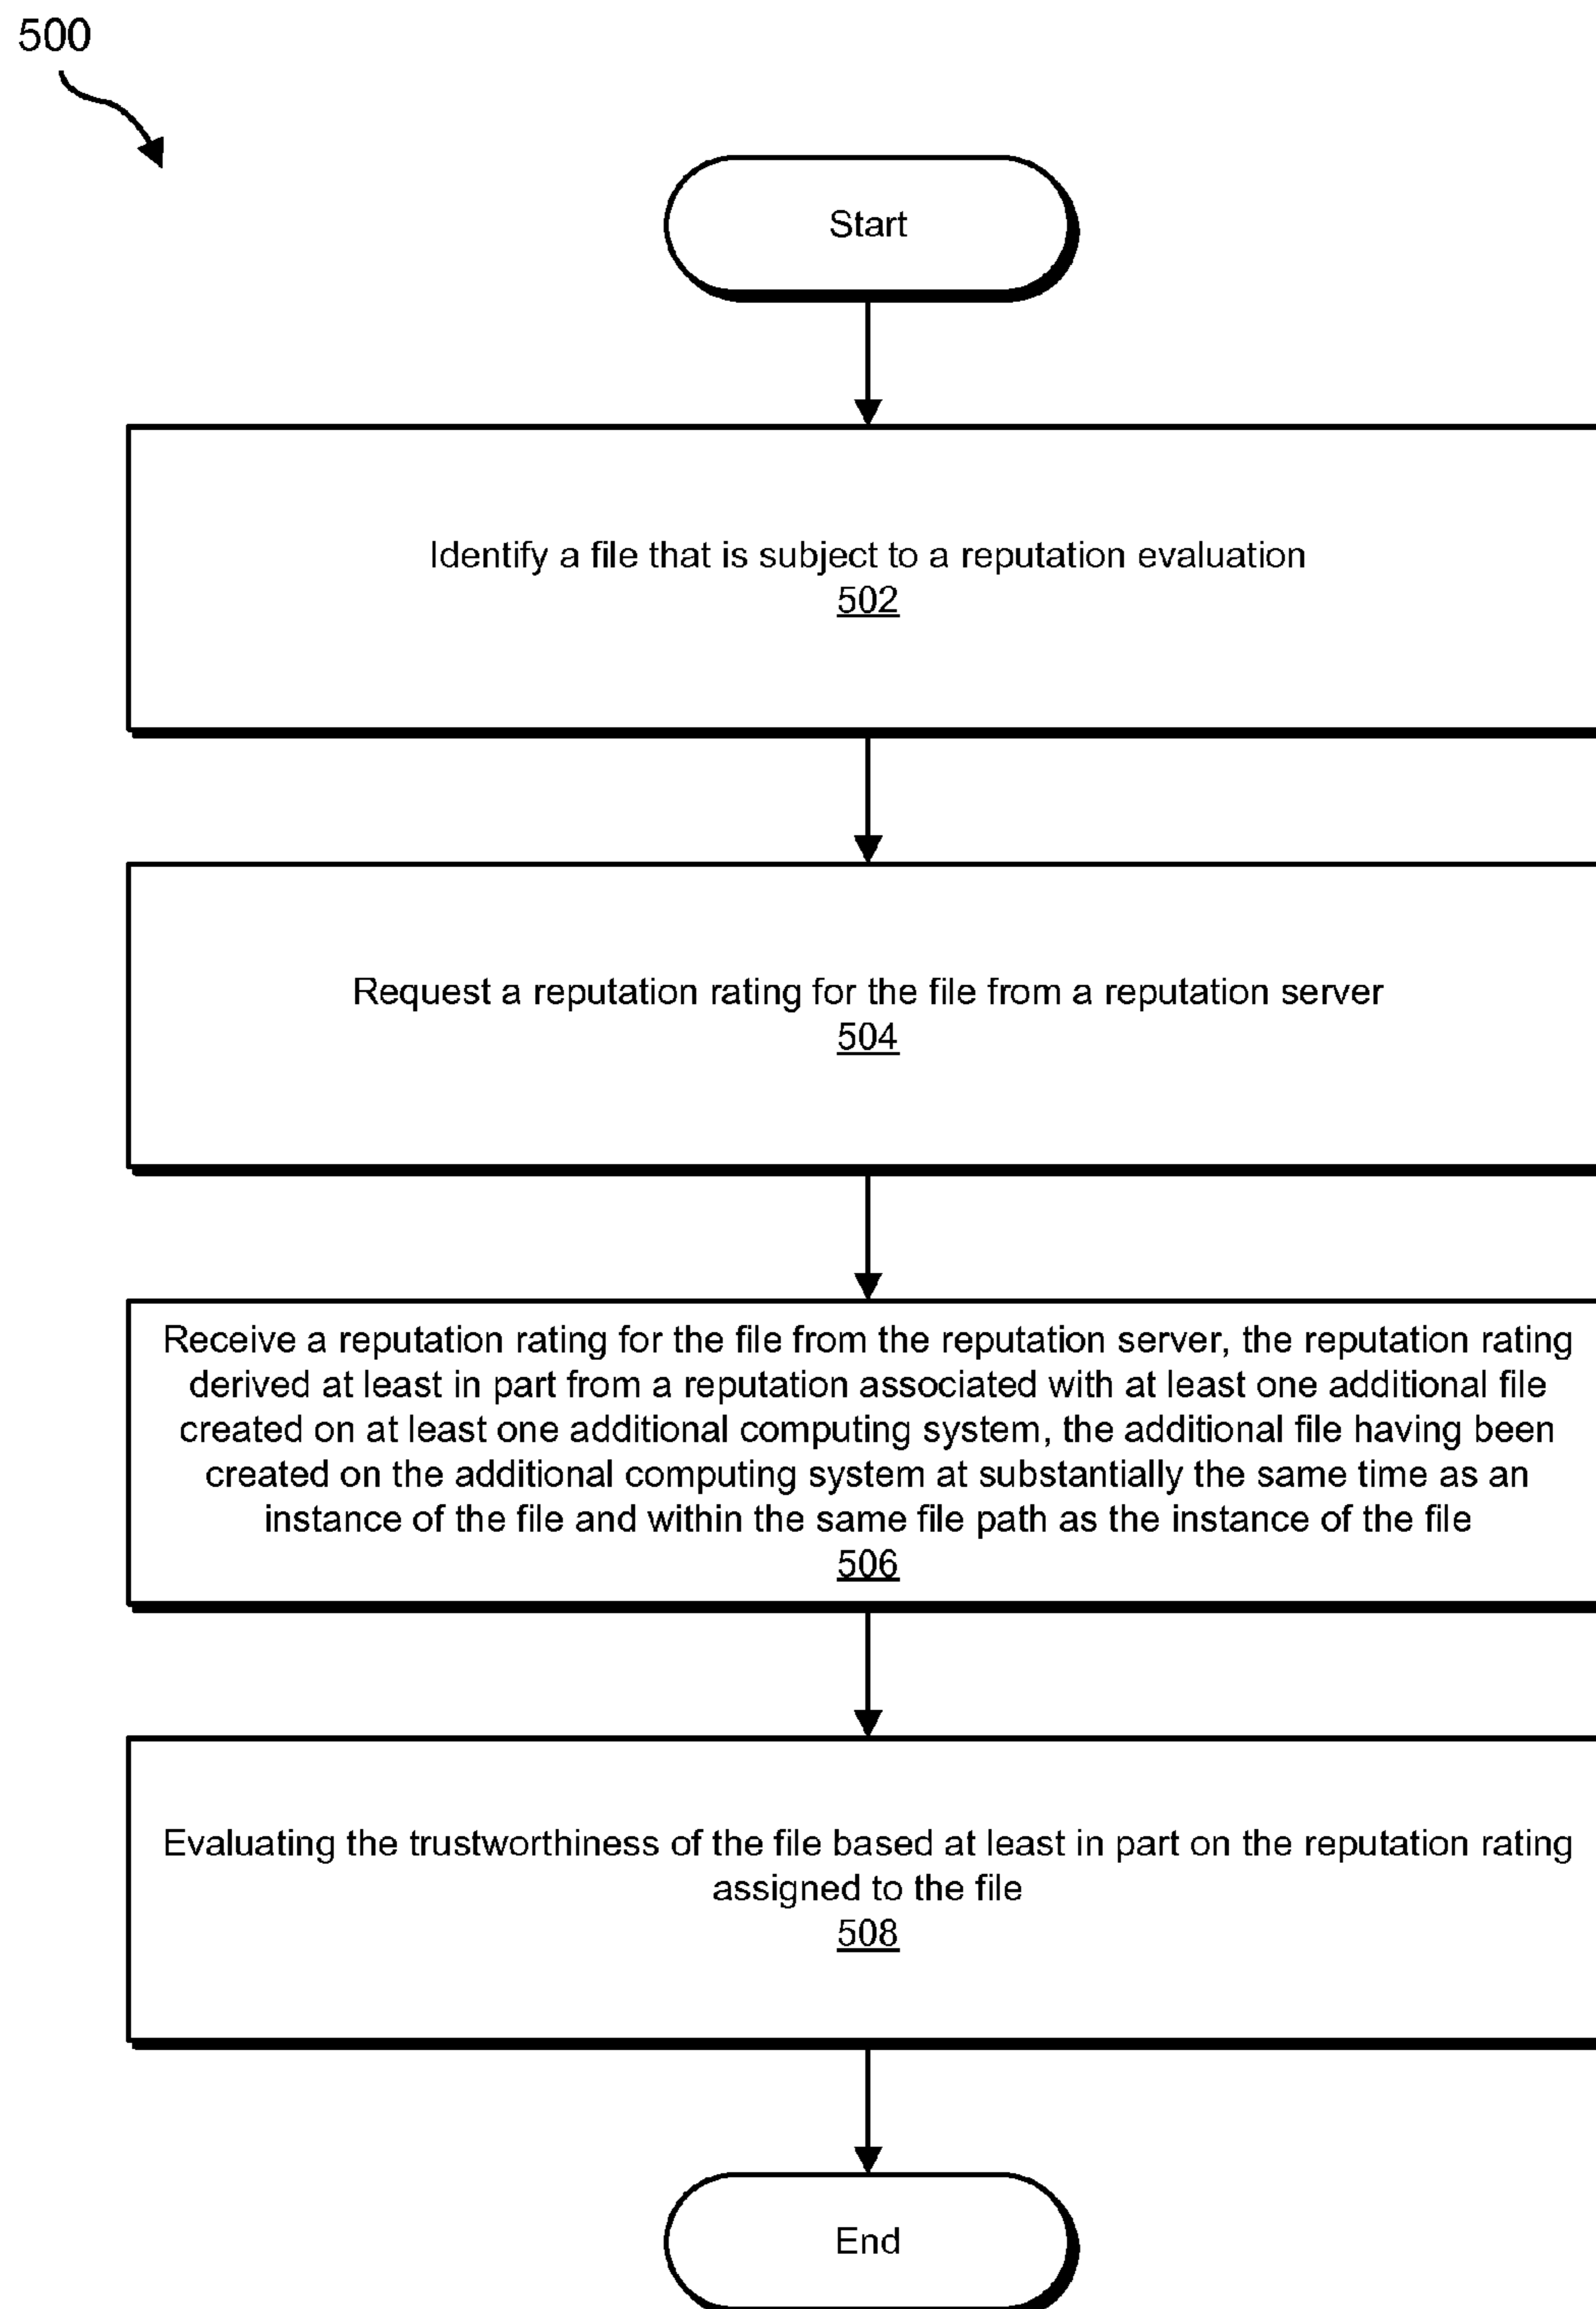 500
Start
Identify a file that is subject to a reputation evaluation
502
Request a reputation rating for the file from a reputation server
504
Receive a reputation rating for the file from the reputation server, the reputation rating
derived at least in part from a reputation associated with at least one additional file
created on at least one additional computing system, the additional file having been
created on the additional computing system at substantially the same time as an
instance of the file and within the same file path as the instance of the file
506
Evaluating the trustworthiness of the file based at least in part on the reputation rating
assigned to the file
508
End